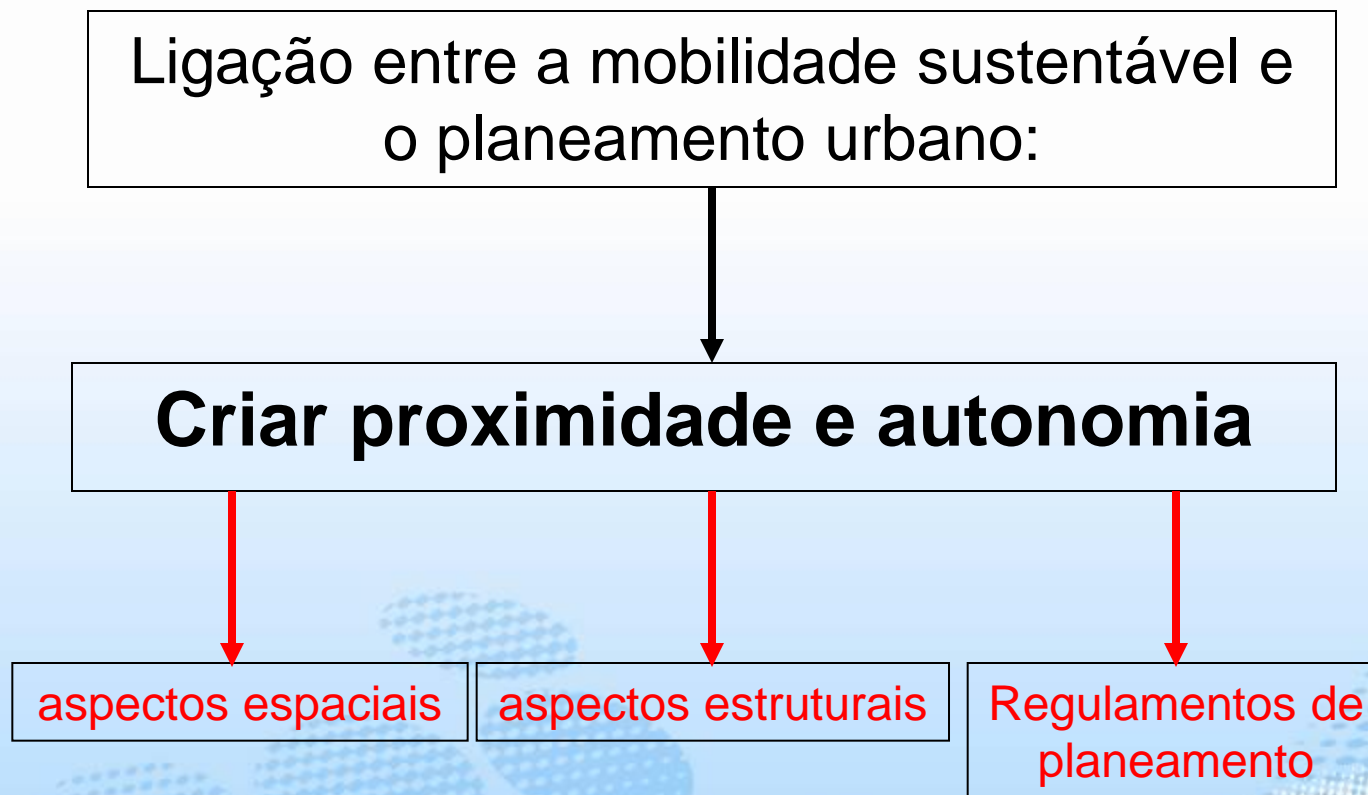 Ligação entre a mobilidade sustentável e
o planeamento urbano:
Criar proximidade e autonomia
aspectos espaciais
aspectos estruturais
Regulamentos de
planeamento